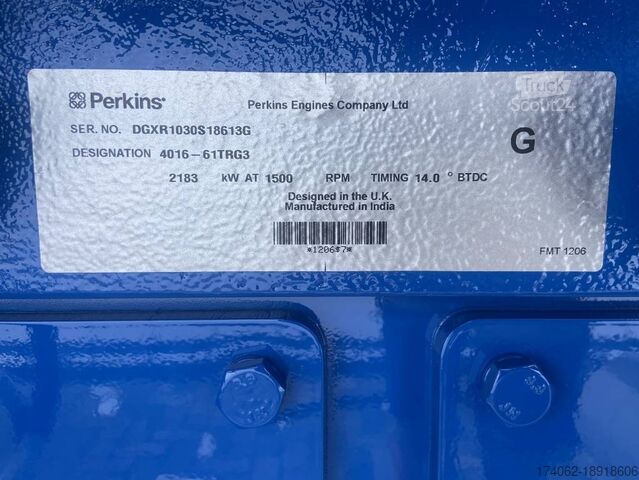 Perkins®
Perkins Engines Company Ltd
Truck
Scout24
SER. NO. DGXR1030S18613G
G
DESIGNATION 4016-61TRG3
2183 kW AT 1500 RPM TIMING 14.0 ° BTDC
Designed in the U.K.
Manufactured in India
FMT 1206
174062-18918606